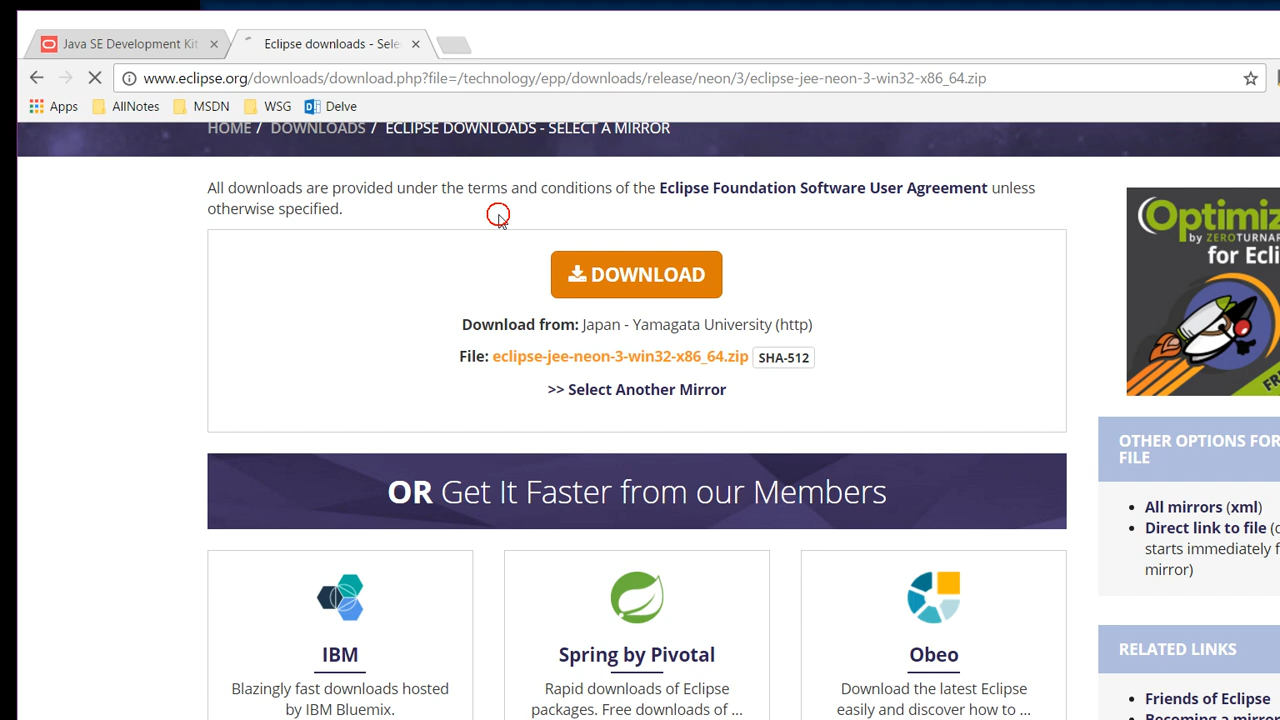 Java SE Development Kit
Eclipse downloads - Sele
www.eclipse.org/downloads/download.php?file=/technology/epp/downloads/release/neon/3/eclipse-jee-neon-3-win32-x86_64.zip
Apps AllNotes MSDN WSG Delve
HOME / DOWNLOADS / ECLIPSE DOWNLOADS - SELECT A MIRROR
All downloads are provided under the terms and conditions of the Eclipse Foundation Software User Agreement unless
otherwise specified.
DOWNLOAD
Download from: Japan - Yamagata University (http)
File: eclipse-jee-neon-3-win32-x86_64.zip SHA-512
>> Select Another Mirror
OR Get It Faster from our Members
IBM
Blazingly fast downloads hosted
by IBM Bluemix.
Spring by Pivotal
Rapid downloads of Eclipse
packages. Free downloads of ...
Obeo
Download the latest Eclipse
easily and discover how to ...
Optimiz
by ZEROTURNAR
for Ecli
FR
OTHER OPTIONS FOR
FILE
All mirrors (xml)
Direct link to file (
starts immediately f
mirror)
RELATED LINKS
Friends of Eclipse
Becoming a mirror